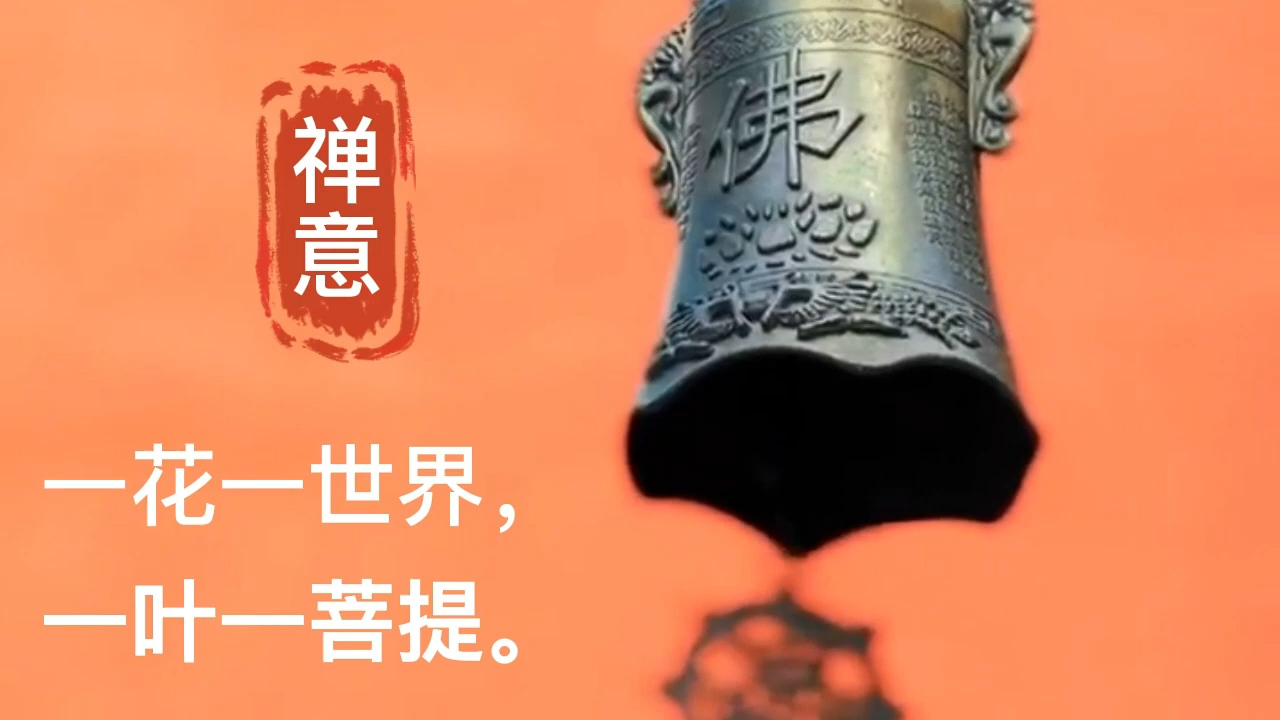 禅意
佛
一花一世界，
一叶一菩提。